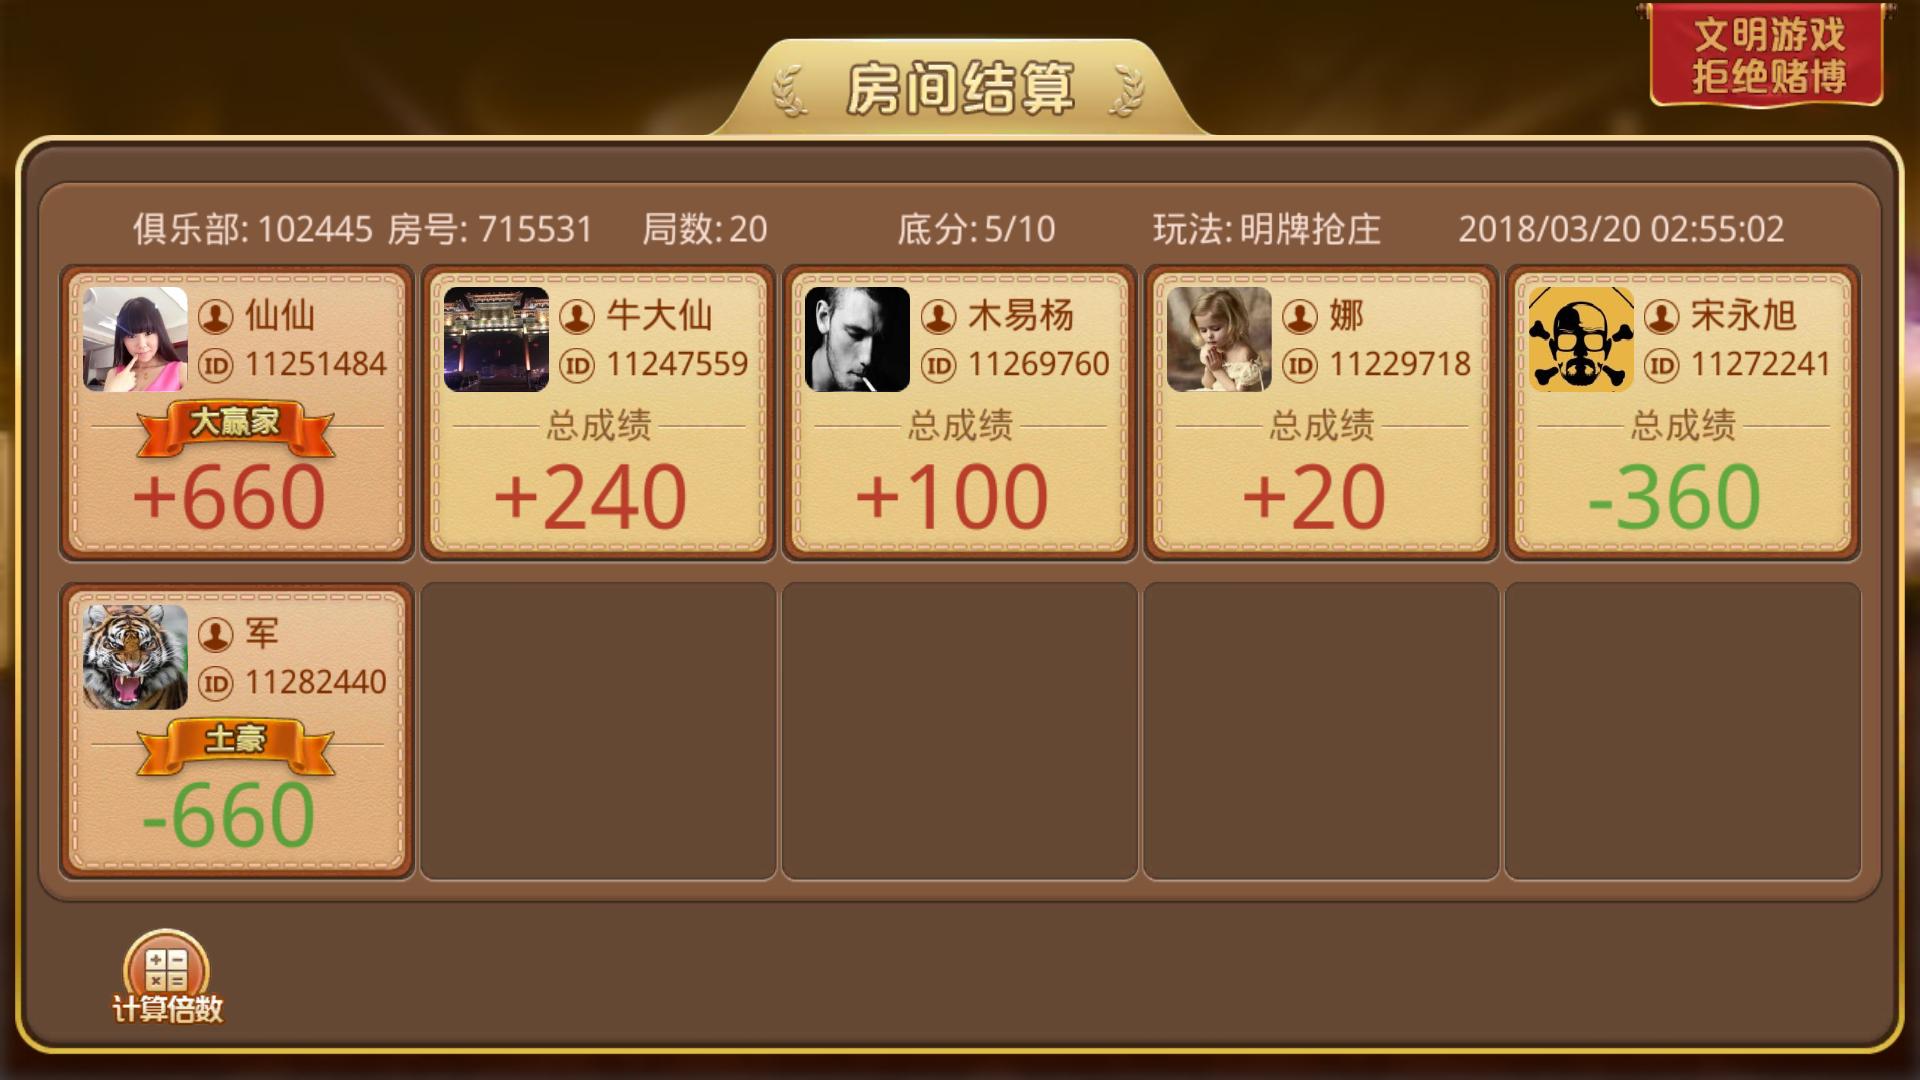 文明游戏
拒绝赌博
房间结算
俱乐部: 102445 房号: 715531 局数: 20 底分: 5/10 玩法: 明牌抢庄 2018/03/20 02:55:02
仙仙
ID 11251484
大赢家
+660
牛大仙
ID 11247559
总成绩
+240
木易杨
ID 11269760
总成绩
+100
娜
ID 11229718
总成绩
+20
宋永旭
ID 11272241
总成绩
-360
军
ID 11282440
土豪
-660
计算倍数